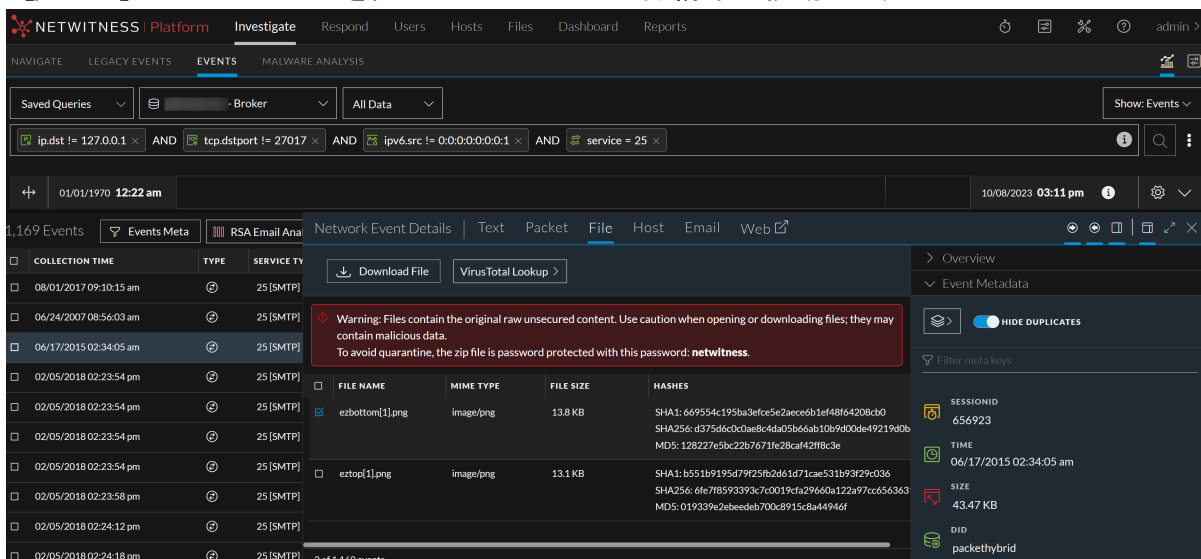 NETWITNESS | Platform Investigate Respond Users Hosts Files Dashboard Reports admin >
NAVIGATE LEGACY EVENTS EVENTS MALWARE ANALYSIS
Saved Queries - Broker All Data Show: Events
ip.dst != 127.0.0.1 × AND tcp.dstport != 27017 × AND ipv6.src != 0:0:0:0:0:0:0:1 × AND service = 25 ×
01/01/1970 12:22 am 10/08/2023 03:11 pm
1,169 Events Events Meta RSA Email Anal
Network Event Details Text Packet File Host Email Web
COLLECTION TIME TYPE SERVICE TY
08/01/2017 09:10:15 am 25 [SMTP]
06/24/2007 08:56:03 am 25 [SMTP]
06/17/2015 02:34:05 am 25 [SMTP]
02/05/2018 02:23:54 pm 25 [SMTP]
02/05/2018 02:23:54 pm 25 [SMTP]
02/05/2018 02:23:54 pm 25 [SMTP]
02/05/2018 02:23:54 pm 25 [SMTP]
02/05/2018 02:23:58 pm 25 [SMTP]
02/05/2018 02:24:12 pm 25 [SMTP]
02/05/2018 02:24:18 pm 25 [SMTP]
Download File VirusTotal Lookup >
Warning: Files contain the original raw unsecured content. Use caution when opening or downloading files; they may
contain malicious data.
To avoid quarantine, the zip file is password protected with this password: netwitness.
FILE NAME MIME TYPE FILE SIZE HASHES
ezbottom[1].png image/png 13.8 KB SHA1: 669554c195ba3efce5e2aece6b1ef48f64208cb0
SHA256: d375d6c0c0ae8c4da05b66ab10b9d00de49219d0b
MD5: 128227e5bc22b7671fe28caf42ff8c3e
eztop[1].png image/png 13.1 KB SHA1: b551b9195d79f25fb2d61d71cae531b93f29c036
SHA256: 6fe7f8593393c7c0019cfa29660a122a97cc656363
MD5: 019339e2ebeedeb700c8915c8a44946f
Overview
Event Metadata
HIDE DUPLICATES
Filter meta keys
SESSIONID
656923
TIME
06/17/2015 02:34:05 am
SIZE
43.47 KB
DID
packethybrid